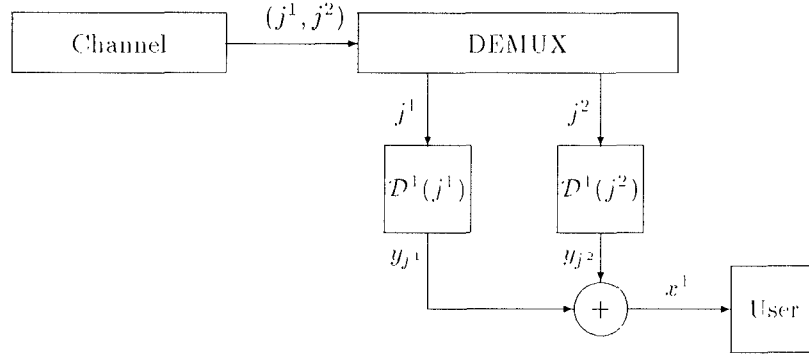 (j¹, j²)
Channel
DEMUX
j¹
j²
D¹(j¹)
D¹(j²)
y_{j¹}
y_{j²}
x¹
+
User